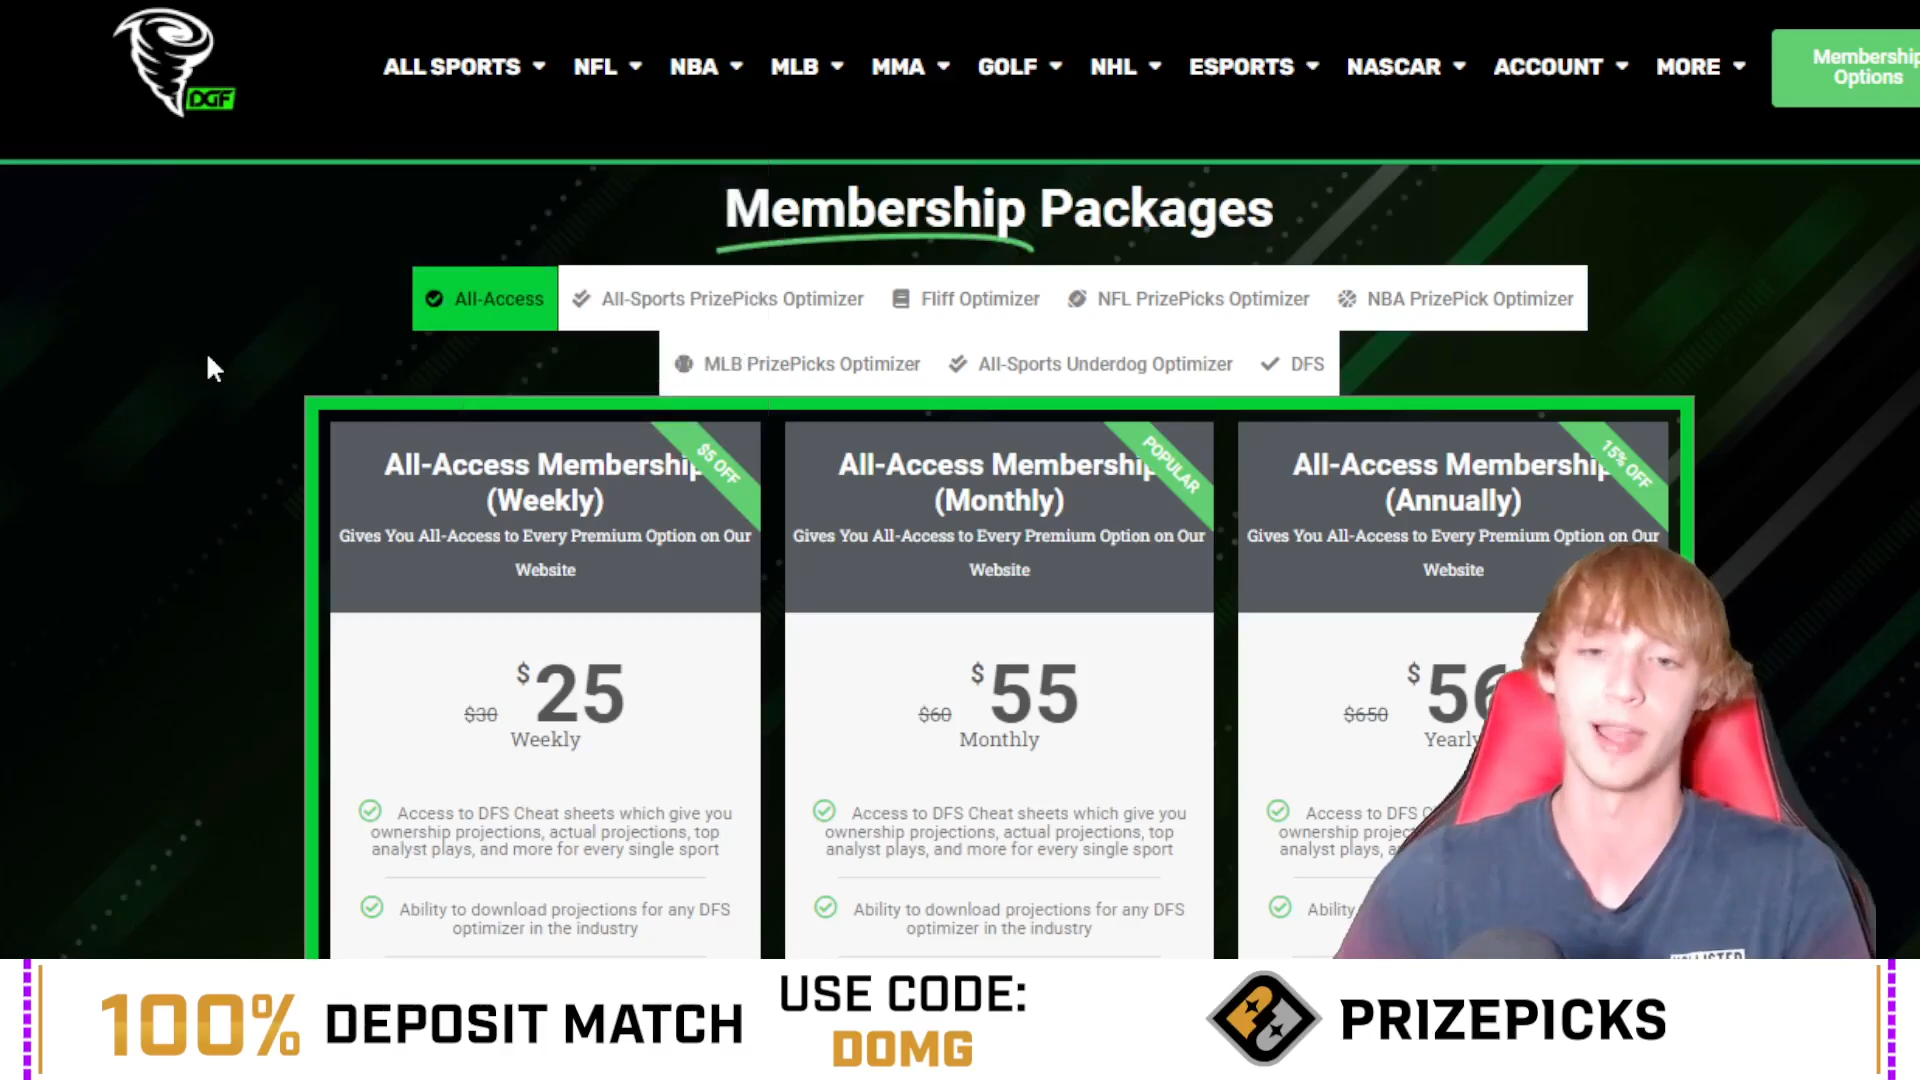 DGF
ALL SPORTS NFL NBA MLB MMA GOLF NHL ESPORTS NASCAR ACCOUNT MORE
Membership
Options
Membership Packages
All-Access All-Sports PrizePicks Optimizer Fliff Optimizer NFL PrizePicks Optimizer NBA PrizePick Optimizer
MLB PrizePicks Optimizer All-Sports Underdog Optimizer DFS
$5 OFF
All-Access Membership
(Weekly)
Gives You All-Access to Every Premium Option on Our
Website
$30 $25
Weekly
Access to DFS Cheat sheets which give you
ownership projections, actual projections, top
analyst plays, and more for every single sport
Ability to download projections for any DFS
optimizer in the industry
POPULAR
All-Access Membership
(Monthly)
Gives You All-Access to Every Premium Option on Our
Website
$60 $55
Monthly
Access to DFS Cheat sheets which give you
ownership projections, actual projections, top
analyst plays, and more for every single sport
Ability to download projections for any DFS
optimizer in the industry
15% OFF
All-Access Membership
(Annually)
Gives You All-Access to Every Premium Option on Our
Website
$650 $56
Yearly
Access to DFS
ownership
analyst plays,
Ability
100% DEPOSIT MATCH
USE CODE:
DOMG
PRIZEPICKS